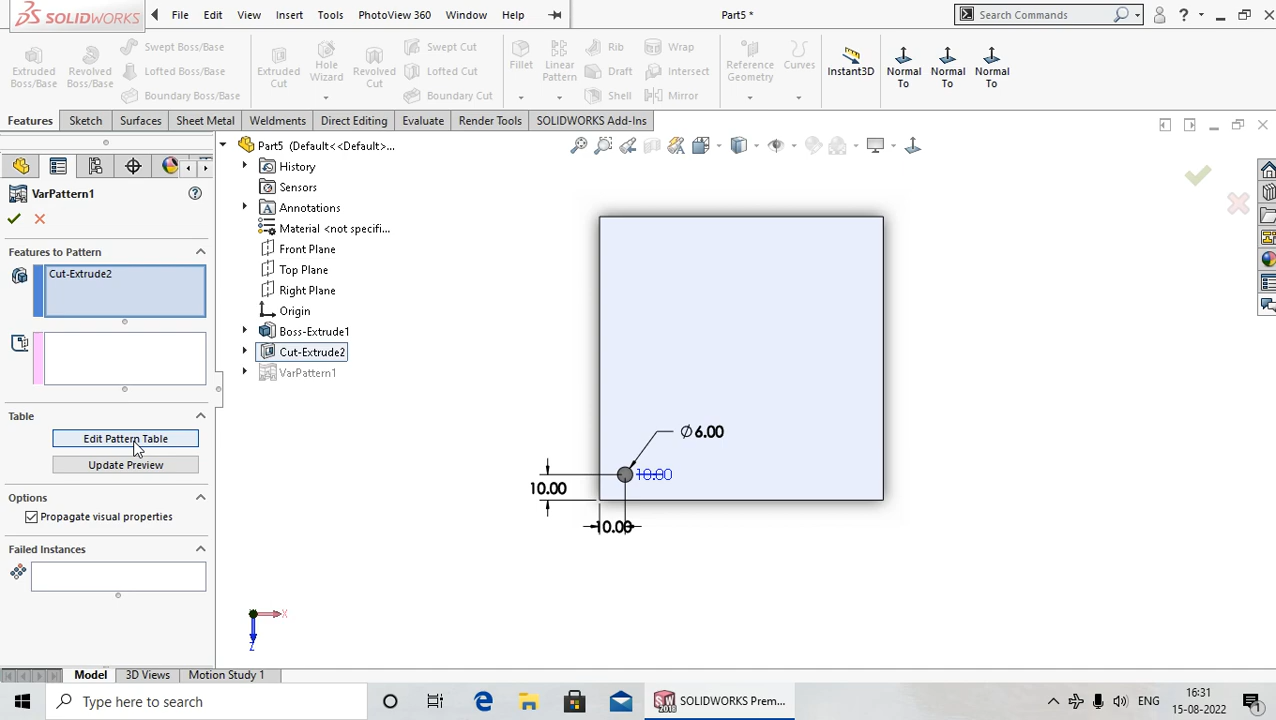 SOLIDWORKS File Edit View Insert Tools PhotoView 360 Window Help Part5 * Search Commands ?
Extruded Boss/Base
Revolved Boss/Base
Swept Boss/Base
Lofted Boss/Base
Boundary Boss/Base
Extruded Cut
Hole Wizard
Revolved Cut
Swept Cut
Lofted Cut
Boundary Cut
Fillet
Linear Pattern
Rib
Draft
Shell
Wrap
Intersect
Mirror
Reference Geometry
Curves
Instant3D
Normal To
Normal To
Normal To
Features Sketch Surfaces Sheet Metal Weldments Direct Editing Evaluate Render Tools SOLIDWORKS Add-Ins
VarPattern1 ?
Features to Pattern
Cut-Extrude2
Table
Edit Pattern Table
Update Preview
Options
Propagate visual properties
Failed Instances
Part5 (Default<<Default>...
History
Sensors
Annotations
Material <not specifi...
Front Plane
Top Plane
Right Plane
Origin
Boss-Extrude1
Cut-Extrude2
VarPattern1
∅6.00
10.00
10.00
10.00
X
Z
Model 3D Views Motion Study 1
Type here to search
SW 2018
SOLIDWORKS Prem...
ENG
16:31
15-08-2022
1